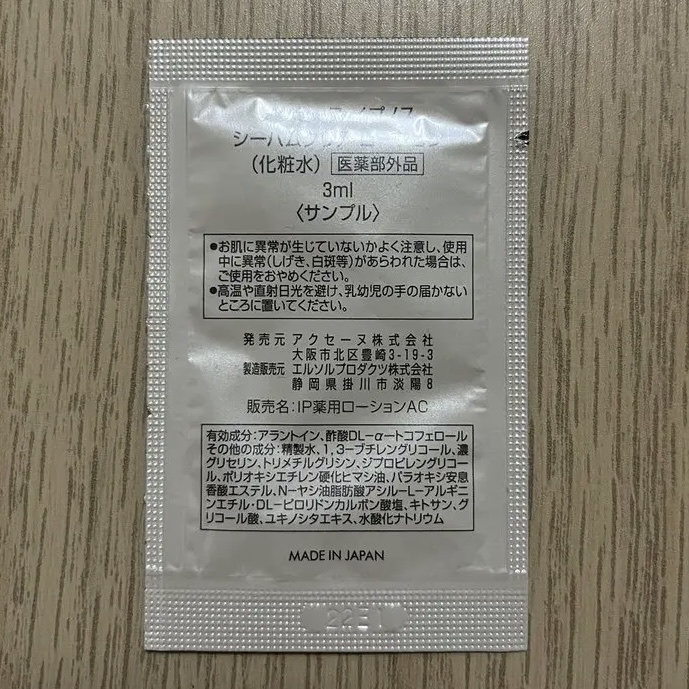 (化粧水) 医薬部外品
3ml
〈サンプル〉
●お肌に異常が生じていないかよく注意し、使用
中に異常(しげき、白斑等)があらわれた場合は、
ご使用をおやめください。
●高温や直射日光を避け、乳幼児の手の届かない
ところに置いてください。
発売元 アクセーヌ株式会社
大阪市北区豊崎3-19-3
製造販売元 エルソルプロダクツ株式会社
静岡県掛川市淡陽8
販売名:IP薬用ローションAC
有効成分:アラントイン、酢酸DL-α-トコフェロール
その他の成分:精製水、1,3-ブチレングリコール、濃
グリセリン、トリメチルグリシン、ジプロピレングリコー
ル、ポリオキシエチレン硬化ヒマシ油、パラオキシ安息
香酸エステル、N-ヤシ油脂肪酸アシル-L-アルギニ
ンエチル・DL-ピロリドンカルボン酸塩、キトサン、グ
リコール酸、ユキノシタエキス、水酸化ナトリウム
MADE IN JAPAN